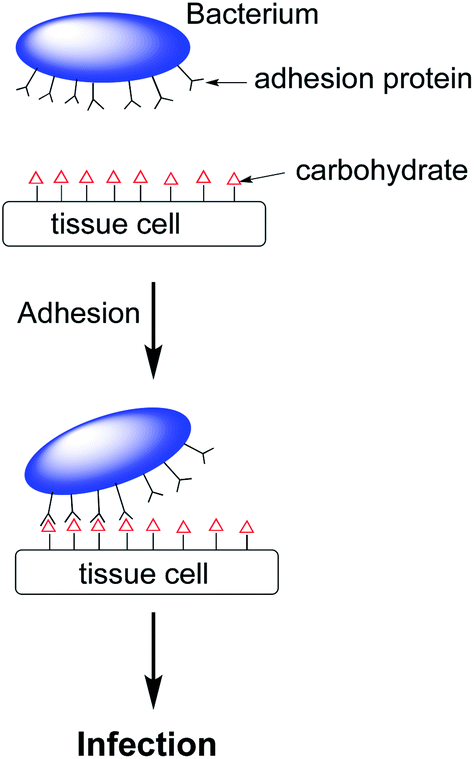 Bacterium
adhesion protein
carbohydrate
tissue cell
Adhesion
tissue cell
Infection